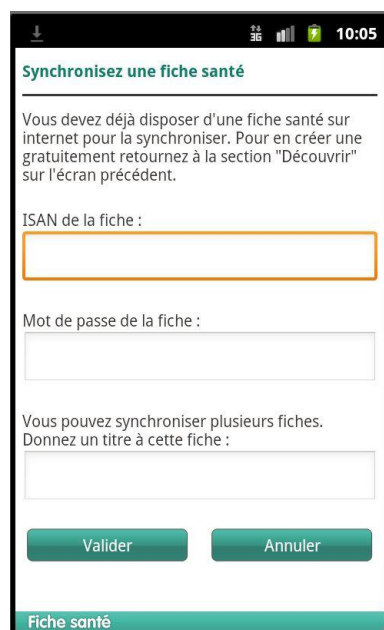 3G 10:05
Synchronisez une fiche santé
Vous devez déjà disposer d'une fiche santé sur
internet pour la synchroniser. Pour en créer une
gratuitement retournez à la section "Découvrir"
sur l'écran précédent.
ISAN de la fiche :
Mot de passe de la fiche :
Vous pouvez synchroniser plusieurs fiches.
Donnez un titre à cette fiche :
Valider Annuler
Fiche santé